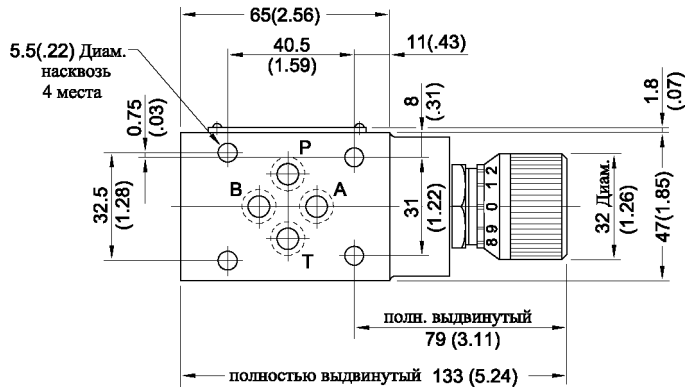 65(2.56)
40.5
(1.59)
11(.43)
5.5(.22) Диам.
насквозь
4 места
0.75
(.03)
8
(.31)
1.8
(.07)
P
B
A
T
32.5
(1.28)
31
(1.22)
8 9 0 1 2
32 Диам.
(1.26)
47(1.85)
полн. выдвинутый
79 (3.11)
полностью выдвинутый 133 (5.24)